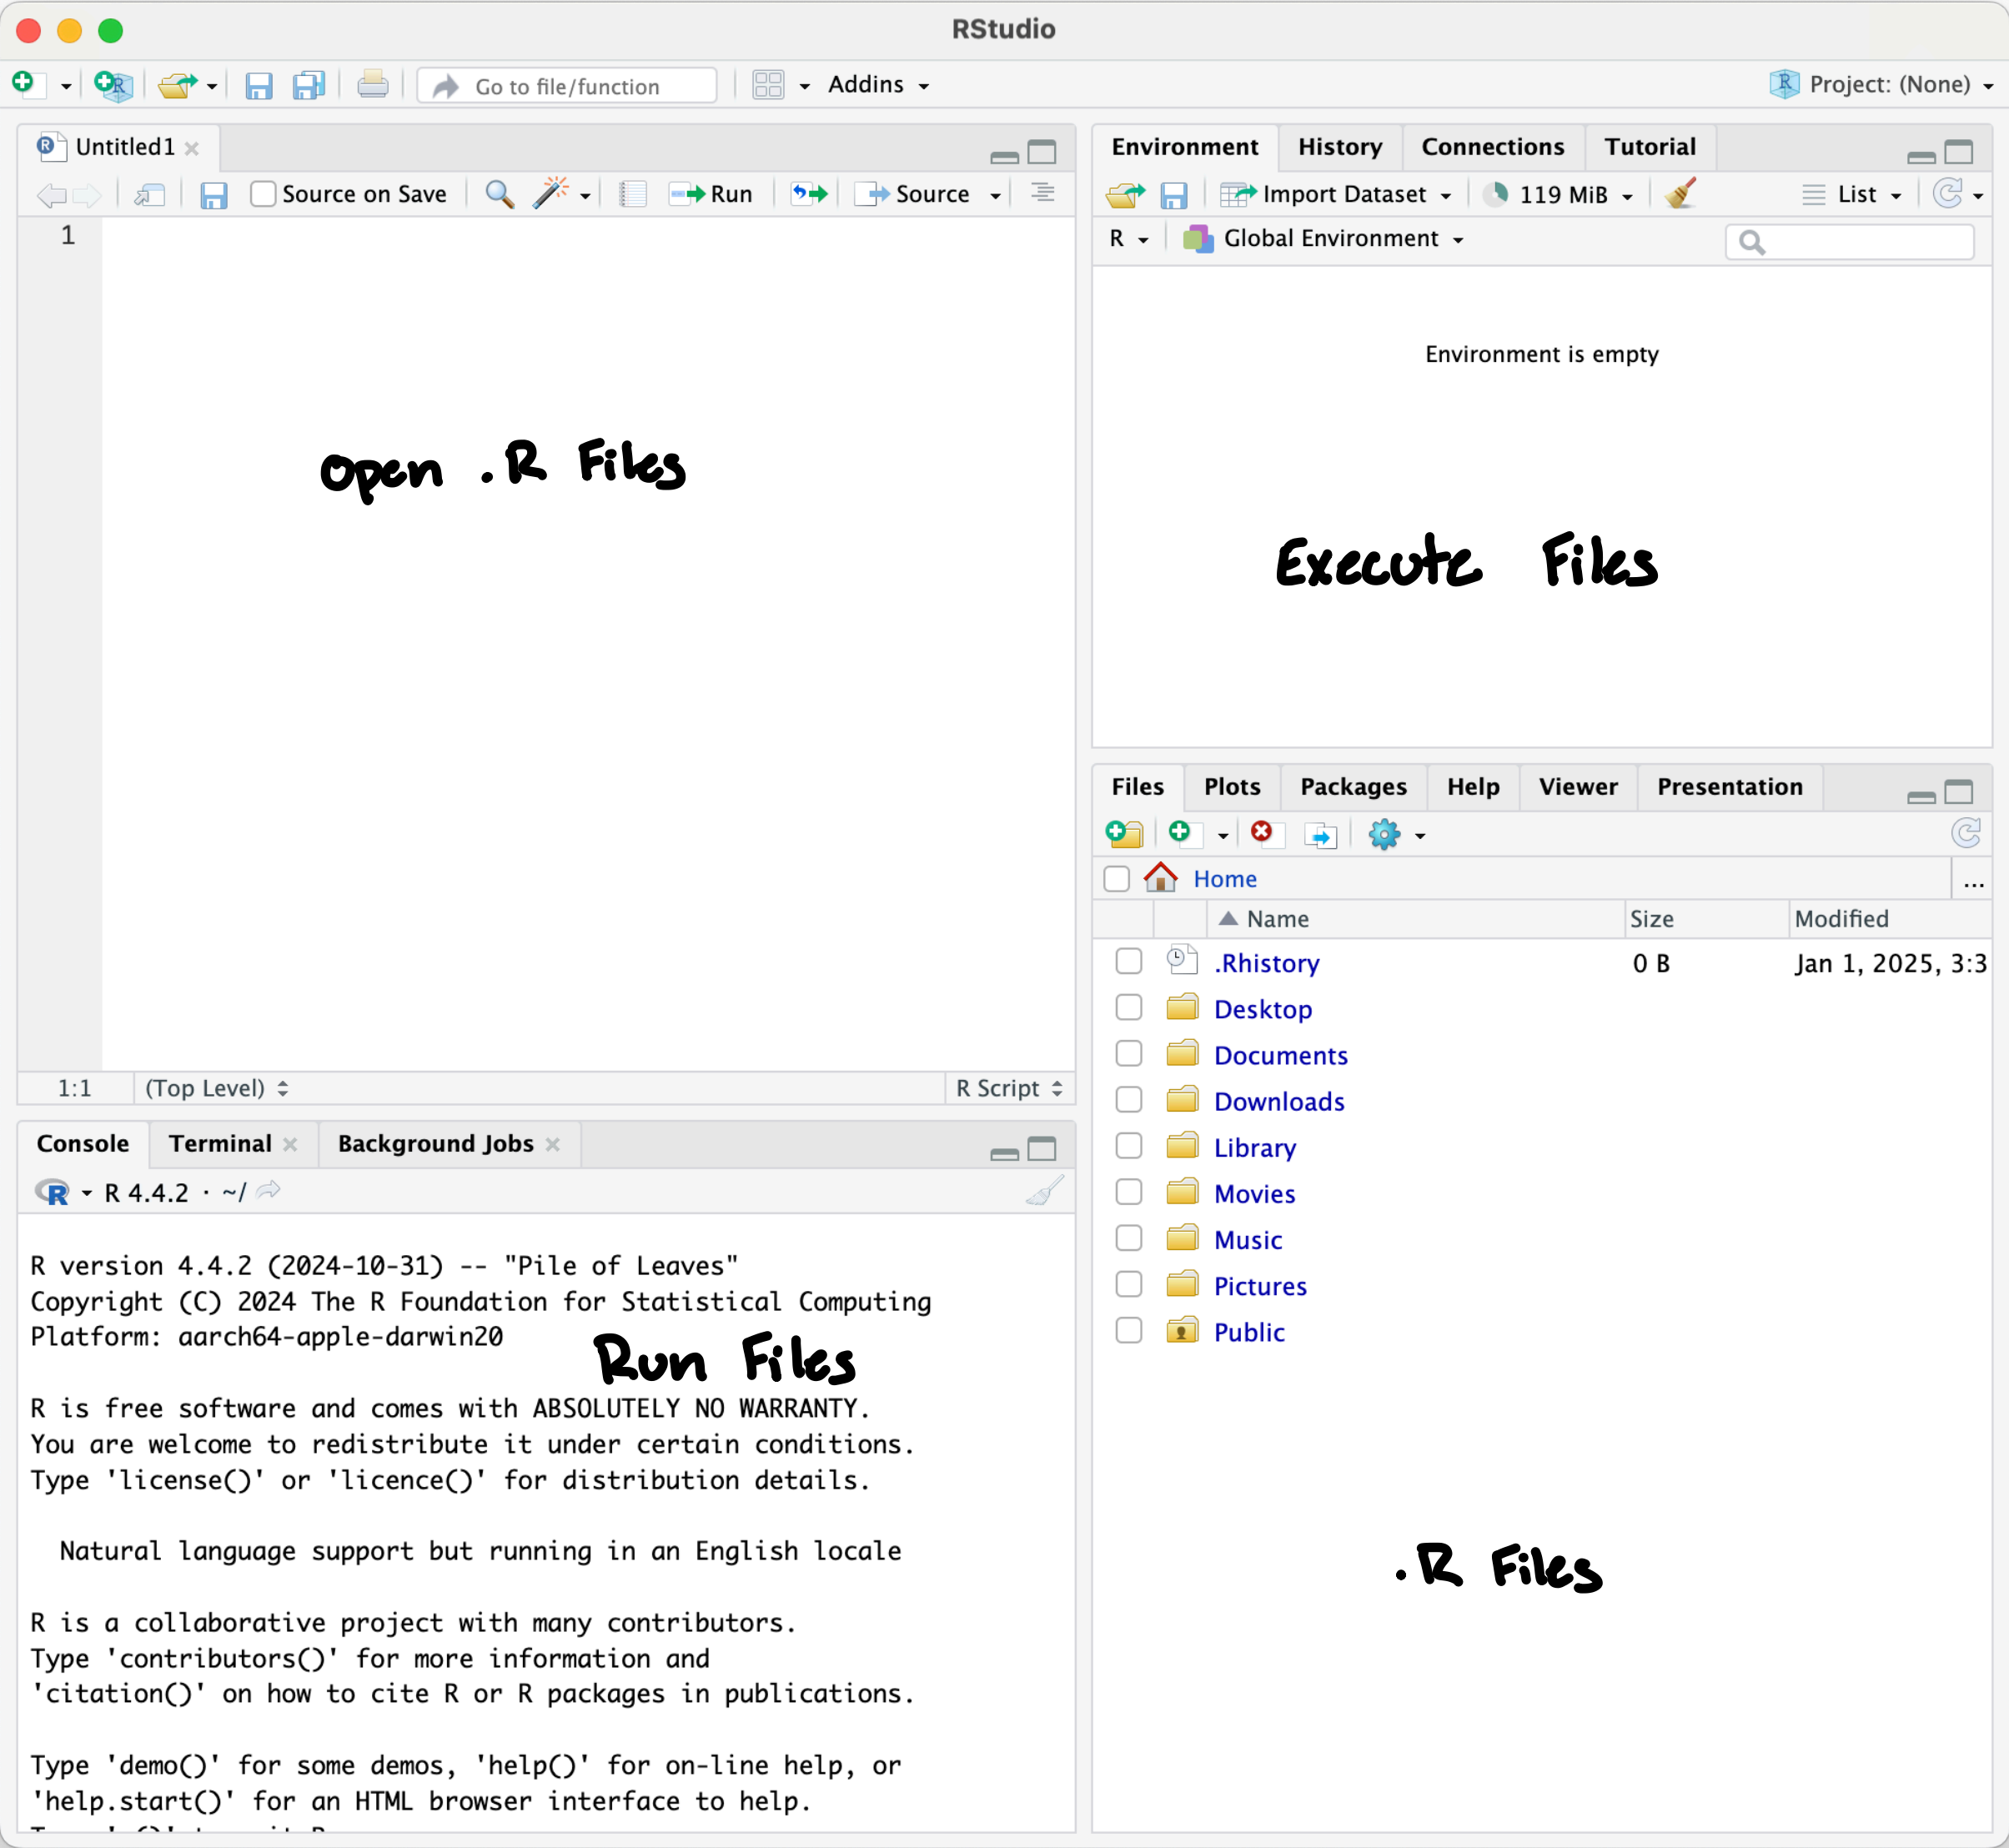 RStudio
Go to file/function Addins Project: (None)
Untitled1
Source on Save Run Source
1
open .R Files
1:1 (Top Level) R Script
Environment History Connections Tutorial
Import Dataset 119 MiB List
R Global Environment
Environment is empty
Execute Files
Console Terminal Background Jobs
R 4.4.2 · ~/
R version 4.4.2 (2024-10-31) -- "Pile of Leaves"
Copyright (C) 2024 The R Foundation for Statistical Computing
Platform: aarch64-apple-darwin20
Run Files
R is free software and comes with ABSOLUTELY NO WARRANTY.
You are welcome to redistribute it under certain conditions.
Type 'license()' or 'licence()' for distribution details.
Natural language support but running in an English locale
R is a collaborative project with many contributors.
Type 'contributors()' for more information and
'citation()' on how to cite R or R packages in publications.
Type 'demo()' for some demos, 'help()' for on-line help, or
'help.start()' for an HTML browser interface to help.
Files Plots Packages Help Viewer Presentation
Home ...
Name Size Modified
.Rhistory 0 B Jan 1, 2025, 3:3
Desktop
Documents
Downloads
Library
Movies
Music
Pictures
Public
.R Files